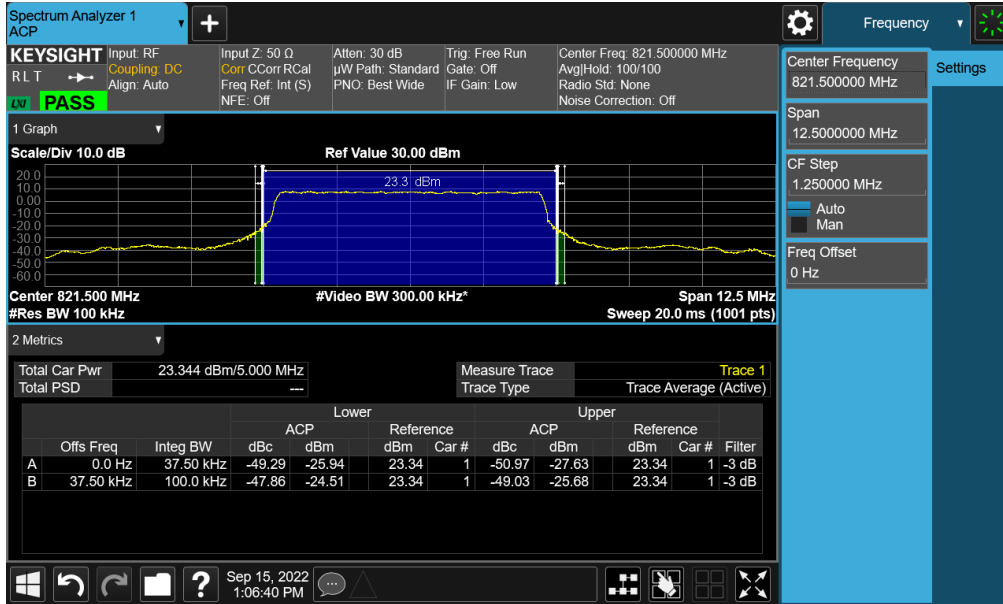 Spectrum Analyzer 1
ACP
+
Frequency
KEYSIGHT
R L T
LXI
PASS
Input: RF
Coupling: DC
Align: Auto
Input Z: 50 Ω
Corr CCorr RCal
Freq Ref: Int (S)
NFE: Off
Atten: 30 dB
µW Path: Standard
PNO: Best Wide
Trig: Free Run
Gate: Off
IF Gain: Low
Center Freq: 821.500000 MHz
Avg|Hold: 100/100
Radio Std: None
Noise Correction: Off
Center Frequency
821.500000 MHz
Settings
Span
12.5000000 MHz
CF Step
1.250000 MHz
Auto
Man
Freq Offset
0 Hz
1 Graph
Scale/Div 10.0 dB Ref Value 30.00 dBm
20.0
10.0
0.00
-10.0
-20.0
-30.0
-40.0
-50.0
-60.0
23.3 dBm
Center 821.500 MHz #Video BW 300.00 kHz* Span 12.5 MHz
#Res BW 100 kHz Sweep 20.0 ms (1001 pts)
2 Metrics
Total Car Pwr 23.344 dBm/5.000 MHz Measure Trace Trace 1
Total PSD --- Trace Type Trace Average (Active)
Lower Upper
ACP Reference ACP Reference
Offs Freq Integ BW dBc dBm dBm Car # dBc dBm dBm Car # Filter
A 0.0 Hz 37.50 kHz -49.29 -25.94 23.34 1 -50.97 -27.63 23.34 1 -3 dB
B 37.50 kHz 100.0 kHz -47.86 -24.51 23.34 1 -49.03 -25.68 23.34 1 -3 dB
?
Sep 15, 2022
1:06:40 PM